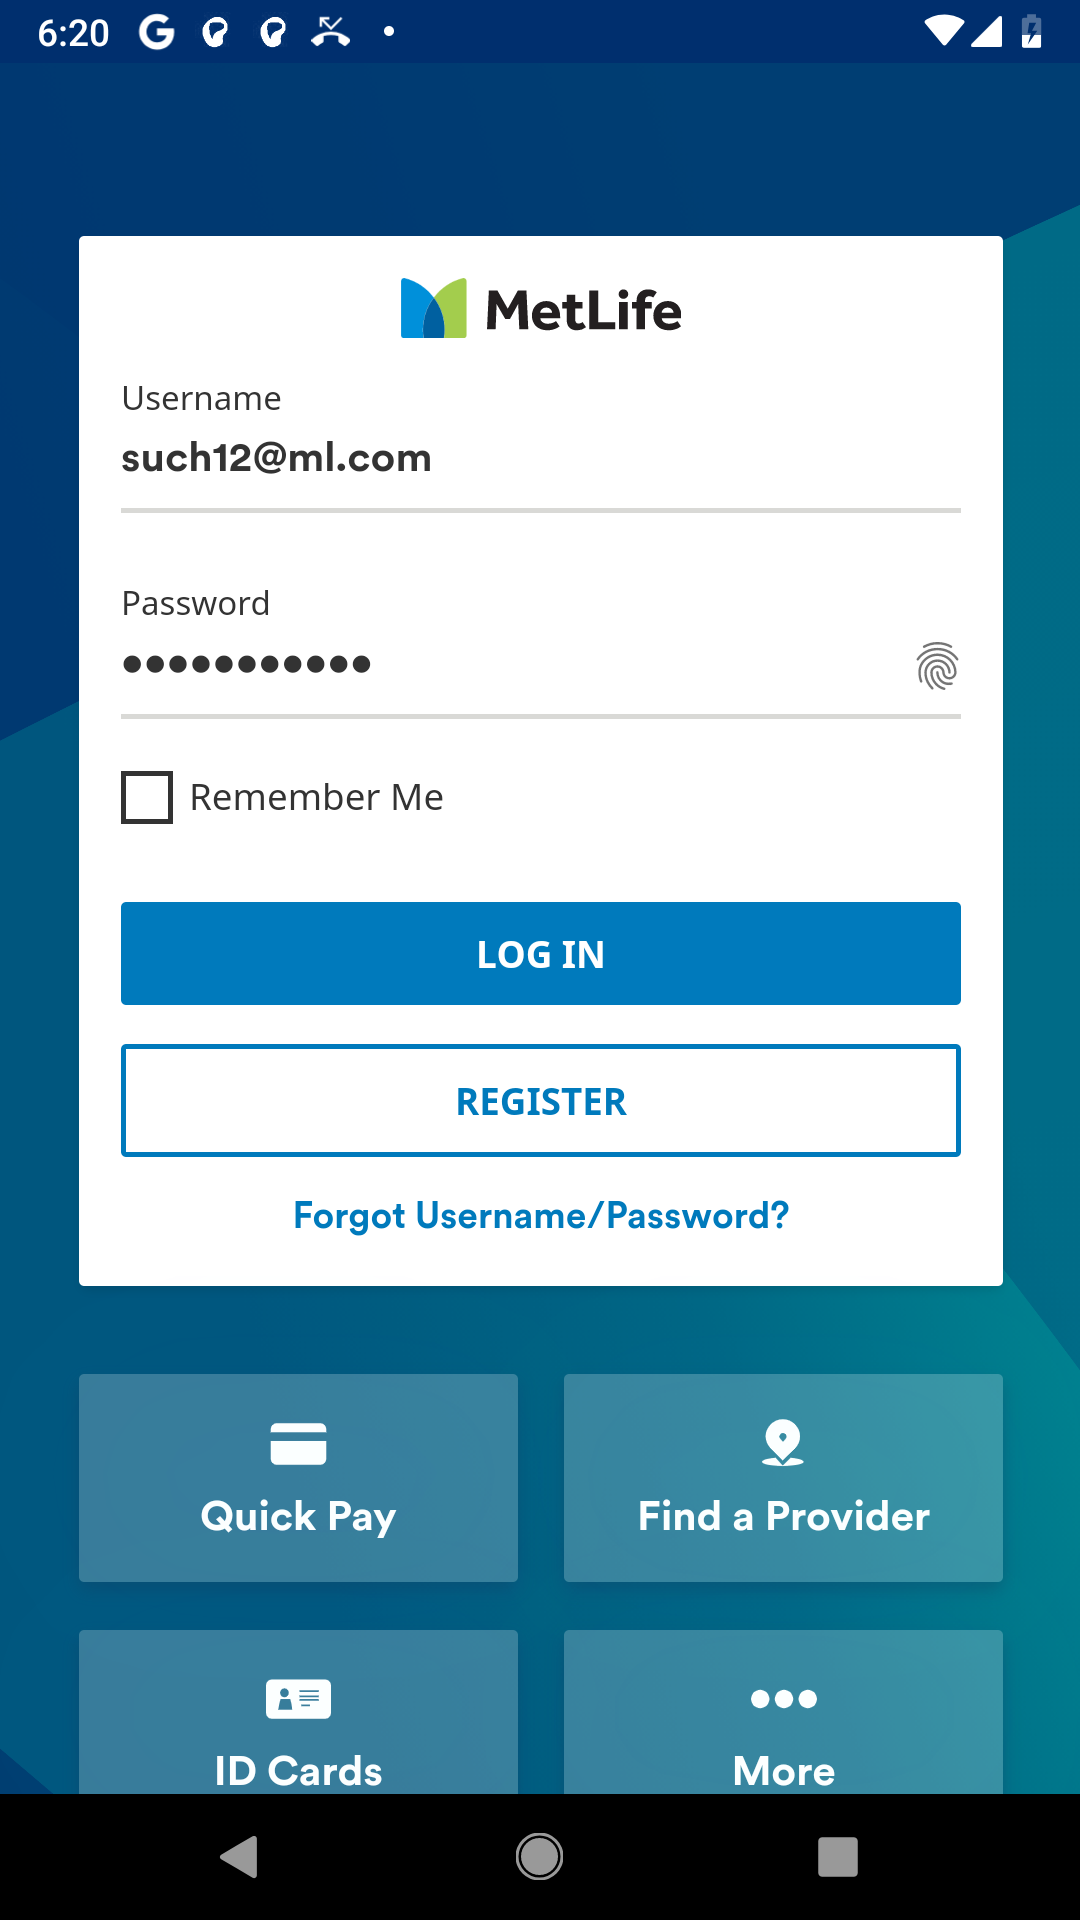 6:20
MetLife
Username
such12@ml.com
Password
•••••••••••
Remember Me
LOG IN
REGISTER
Forgot Username/Password?
Quick Pay
Find a Provider
ID Cards
More